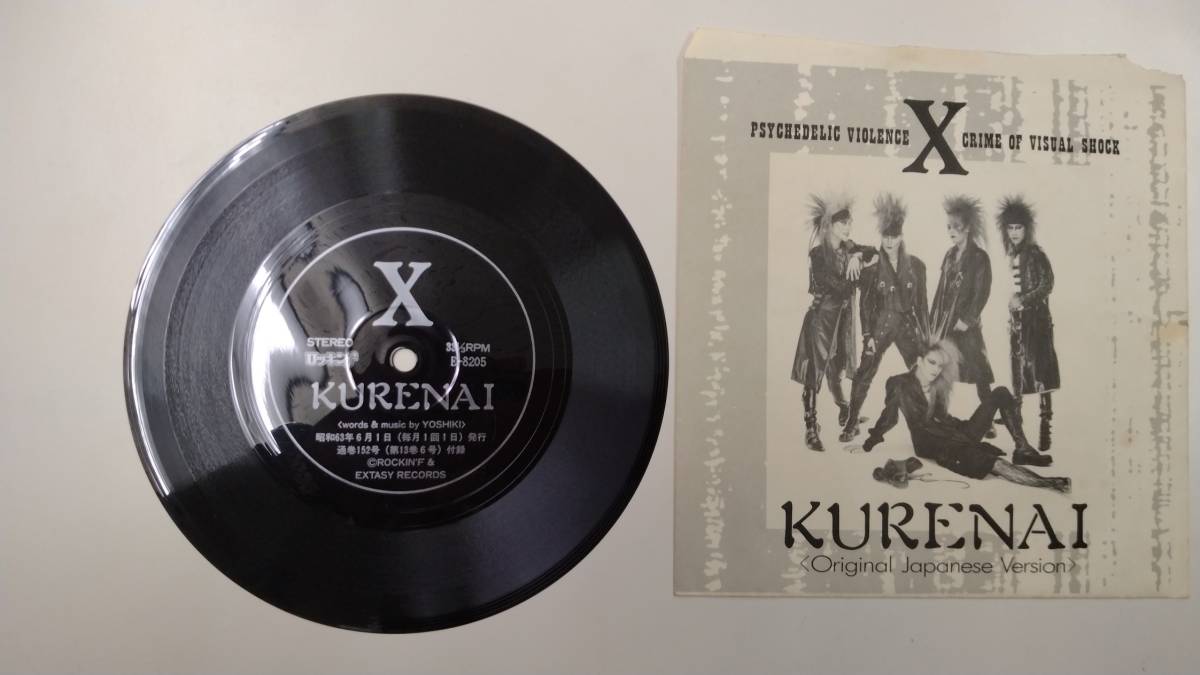 X
STEREO 33⅓RPM
ロッキンf E-8205
KURENAI
〈words & music by YOSHIKI〉
昭和63年6月1日（毎月1回1日）発行
通巻152号（第13巻6号）付録
©ROCKIN'F &
EXTASY RECORDS
PSYCHEDELIC VIOLENCE X CRIME OF VISUAL SHOCK
KURENAI
〈Original Japanese Version〉